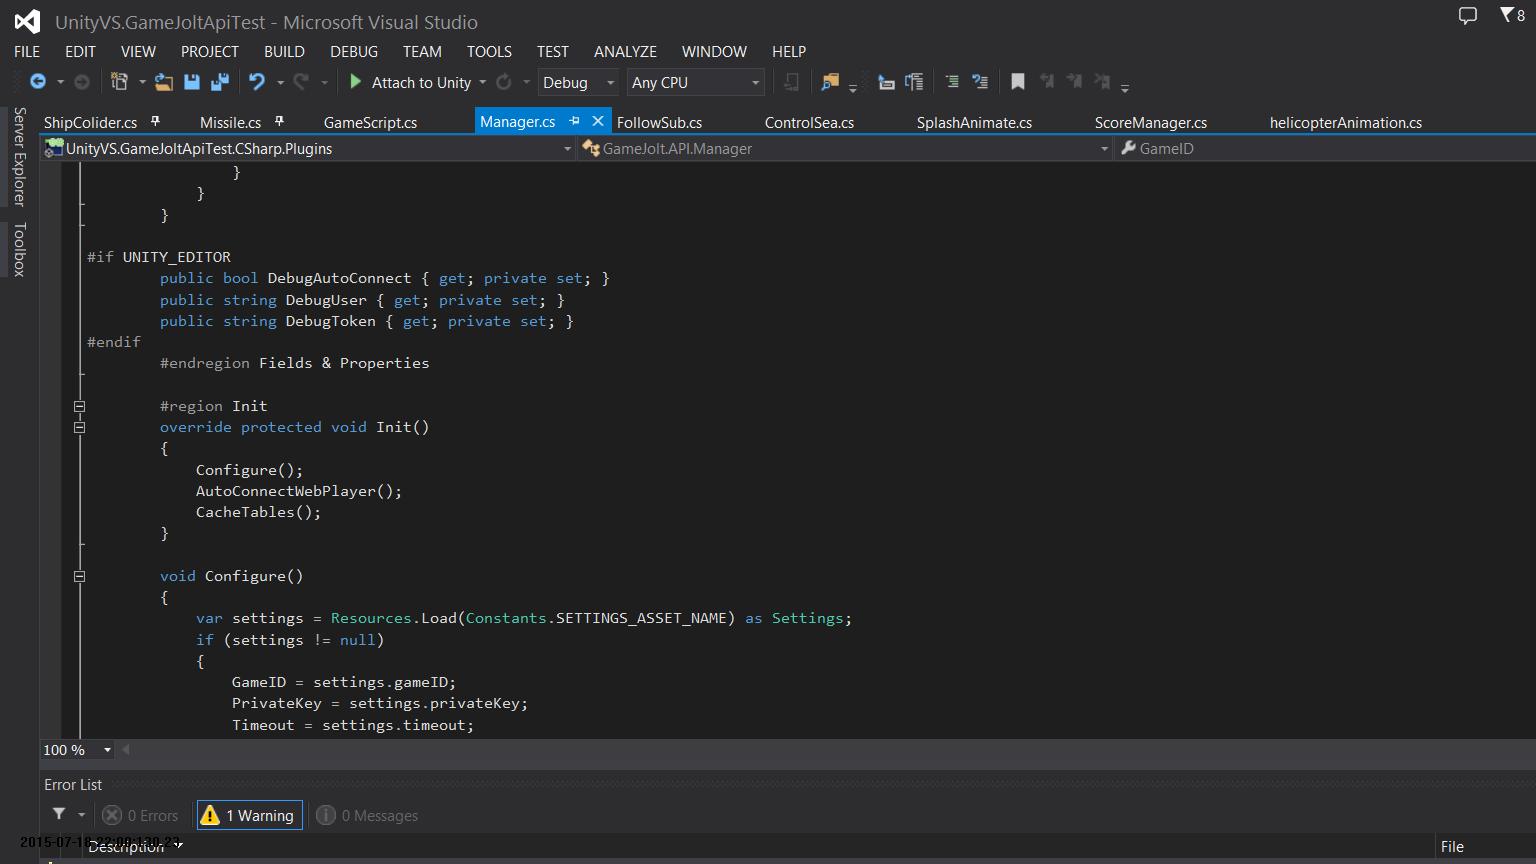 UnityVS.GameJoltApiTest - Microsoft Visual Studio
8
FILE EDIT VIEW PROJECT BUILD DEBUG TEAM TOOLS TEST ANALYZE WINDOW HELP
Attach to Unity Debug Any CPU
Server Explorer
Toolbox
ShipColider.cs Missile.cs GameScript.cs Manager.cs FollowSub.cs ControlSea.cs SplashAnimate.cs ScoreManager.cs helicopterAnimation.cs
UnityVS.GameJoltApiTest.CSharp.Plugins GameJolt.API.Manager GameID
}
}
}
#if UNITY_EDITOR
public bool DebugAutoConnect { get; private set; }
public string DebugUser { get; private set; }
public string DebugToken { get; private set; }
#endif
#endregion Fields & Properties
#region Init
override protected void Init()
{
Configure();
AutoConnectWebPlayer();
CacheTables();
}
void Configure()
{
var settings = Resources.Load(Constants.SETTINGS_ASSET_NAME) as Settings;
if (settings != null)
{
GameID = settings.gameID;
PrivateKey = settings.privateKey;
Timeout = settings.timeout;
100 %
Error List
0 Errors 1 Warning 0 Messages
Description File